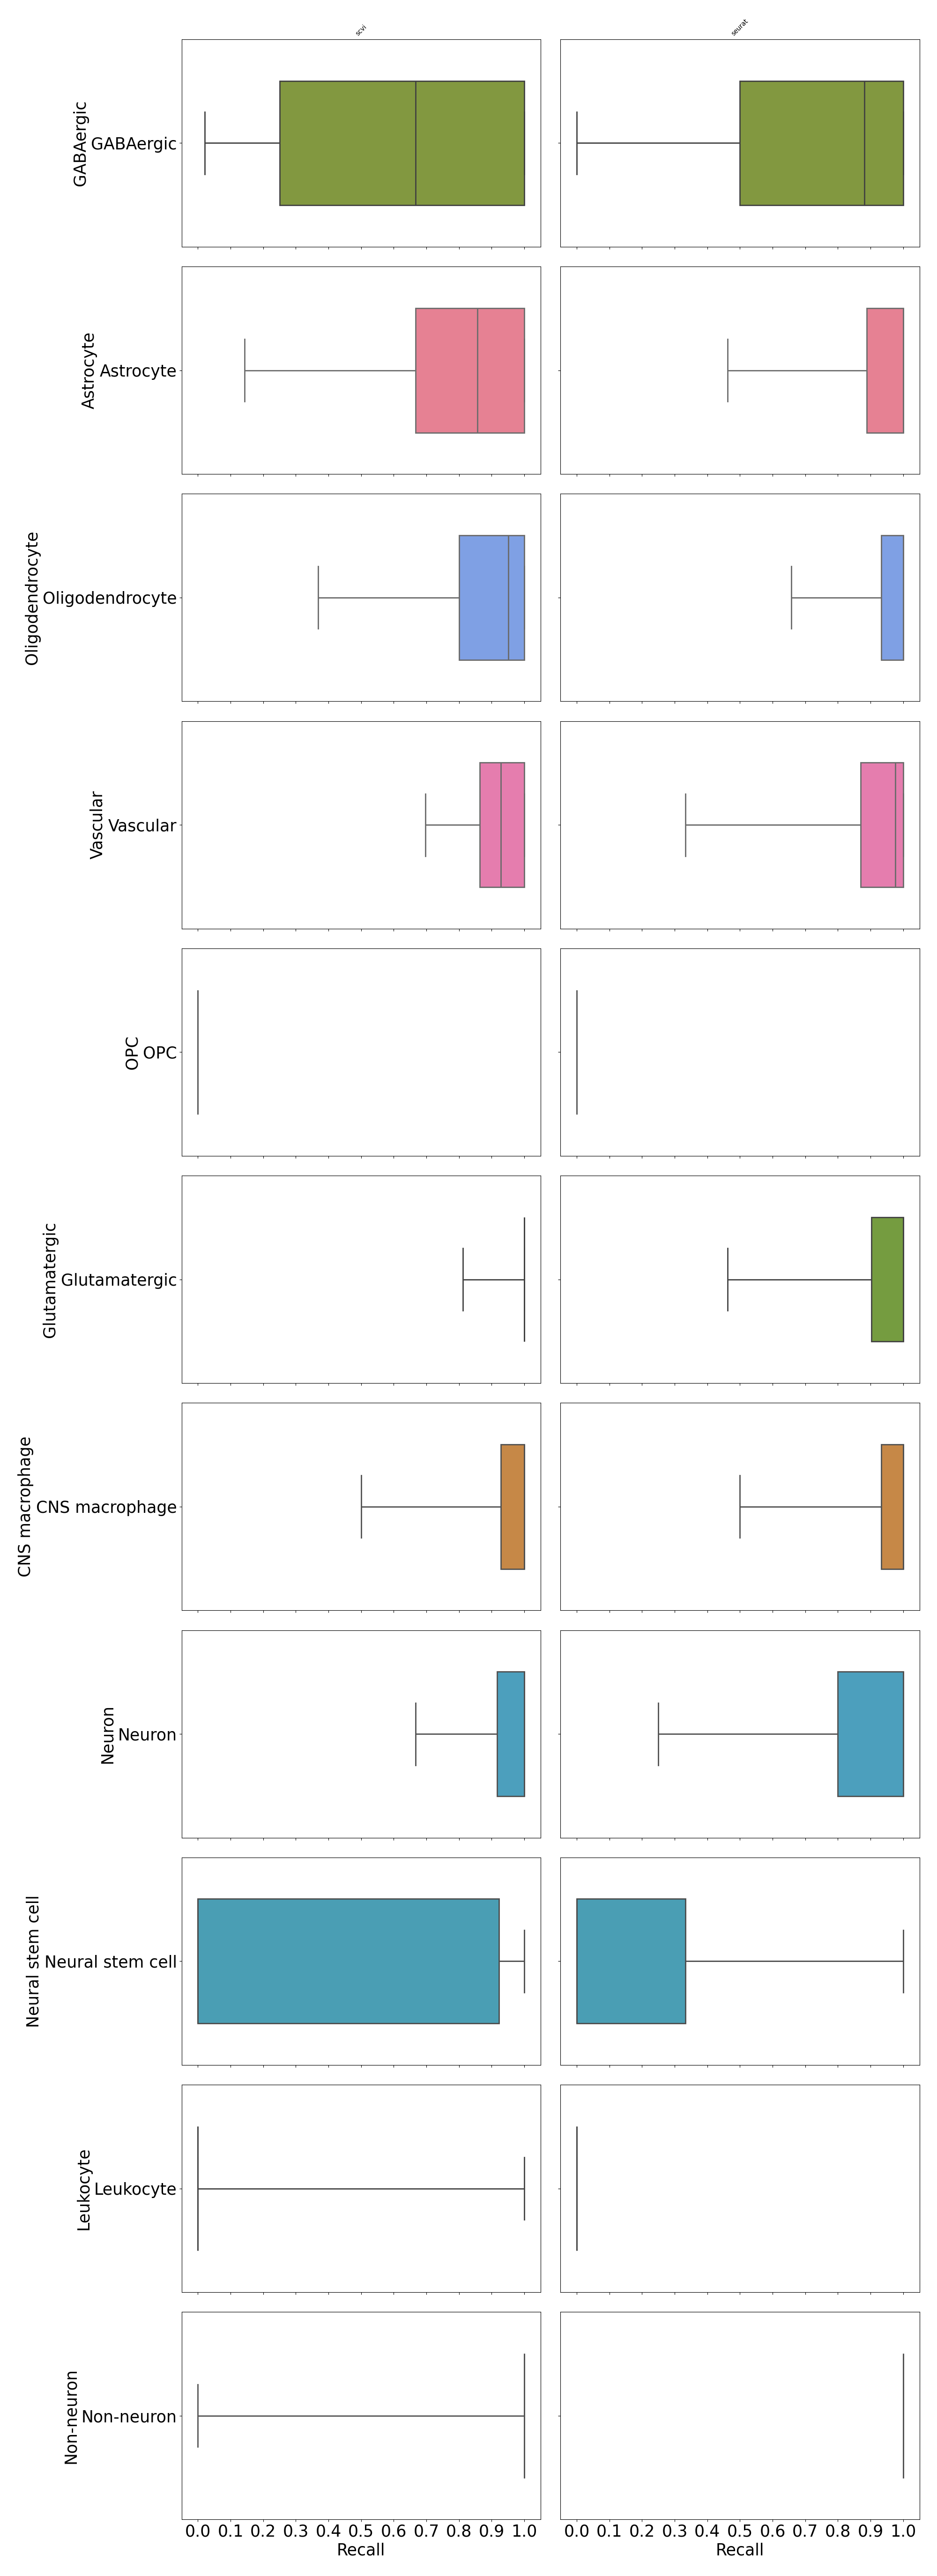 scvi
seurat
GABAergic
GABAergic
Astrocyte
Astrocyte
Oligodendrocyte
Oligodendrocyte
Vascular
Vascular
OPC
OPC
Glutamatergic
Glutamatergic
CNS macrophage
CNS macrophage
Neuron
Neuron
Neural stem cell
Neural stem cell
Leukocyte
Leukocyte
Non-neuron
Non-neuron
0.0 0.1 0.2 0.3 0.4 0.5 0.6 0.7 0.8 0.9 1.0
0.0 0.1 0.2 0.3 0.4 0.5 0.6 0.7 0.8 0.9 1.0
Recall
Recall